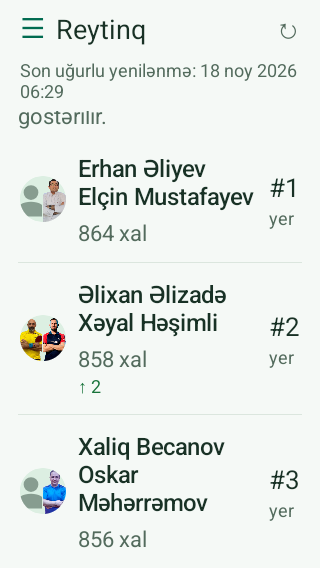 Reytinq
Son uğurlu yenilənmə: 18 noy 2026
06:29
göstərilir.
Erhan Əliyev
Elçin Mustafayev
864 xal
#1
yer
Əlixan Əlizadə
Xəyal Həşimli
858 xal
↑ 2
#2
yer
Xaliq Becanov
Oskar
Məhərrəmov
856 xal
#3
yer